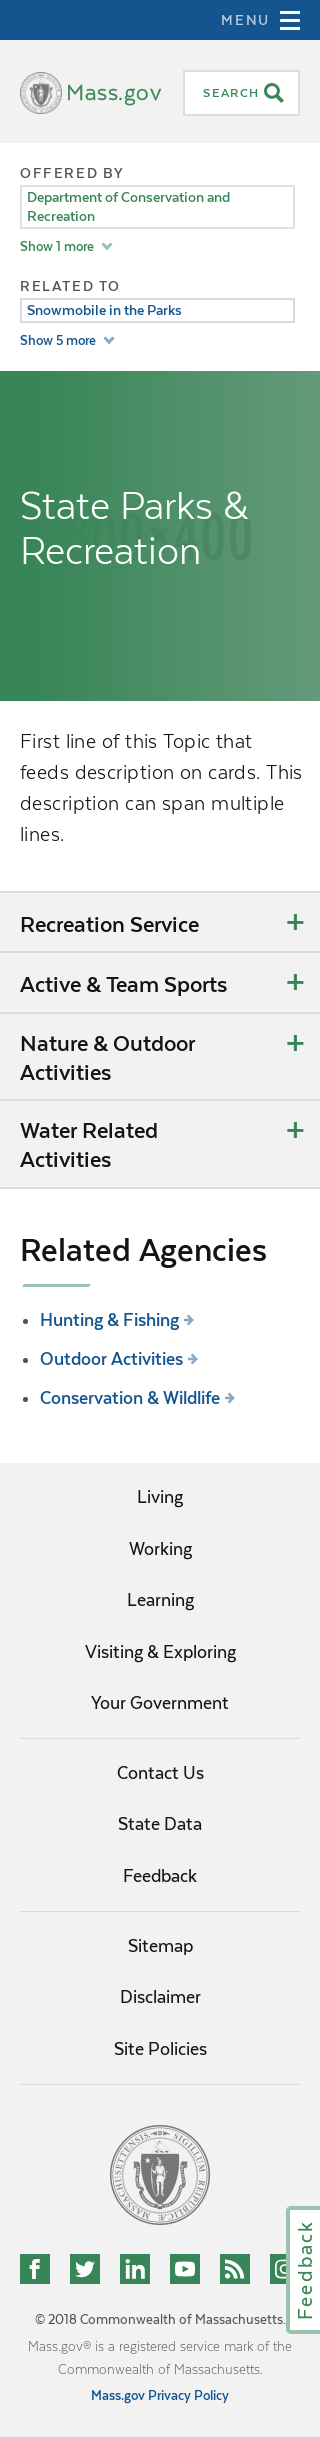 MENU
Mass.gov
SEARCH
OFFERED BY
Department of Conservation and
Recreation
Show 1 more
RELATED TO
Snowmobile in the Parks
Show 5 more
State Parks &
Recreation
First line of this Topic that
feeds description on cards. This
description can span multiple
lines.
Recreation Service
Active & Team Sports
Nature & Outdoor
Activities
Water Related
Activities
Related Agencies
Hunting & Fishing
Outdoor Activities
Conservation & Wildlife
Living
Working
Learning
Visiting & Exploring
Your Government
Contact Us
State Data
Feedback
Sitemap
Disclaimer
Site Policies
Feedback
© 2018 Commonwealth of Massachusetts.
Mass.gov® is a registered service mark of the
Commonwealth of Massachusetts.
Mass.gov Privacy Policy